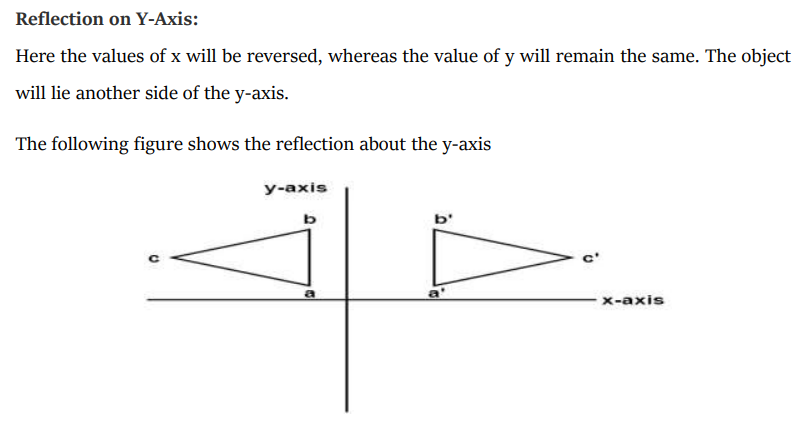 Reflection on Y-Axis:
Here the values of x will be reversed, whereas the value of y will remain the same. The object
will lie another side of the y-axis.
The following figure shows the reflection about the y-axis
y-axis
b b'
c c'
a a'
x-axis